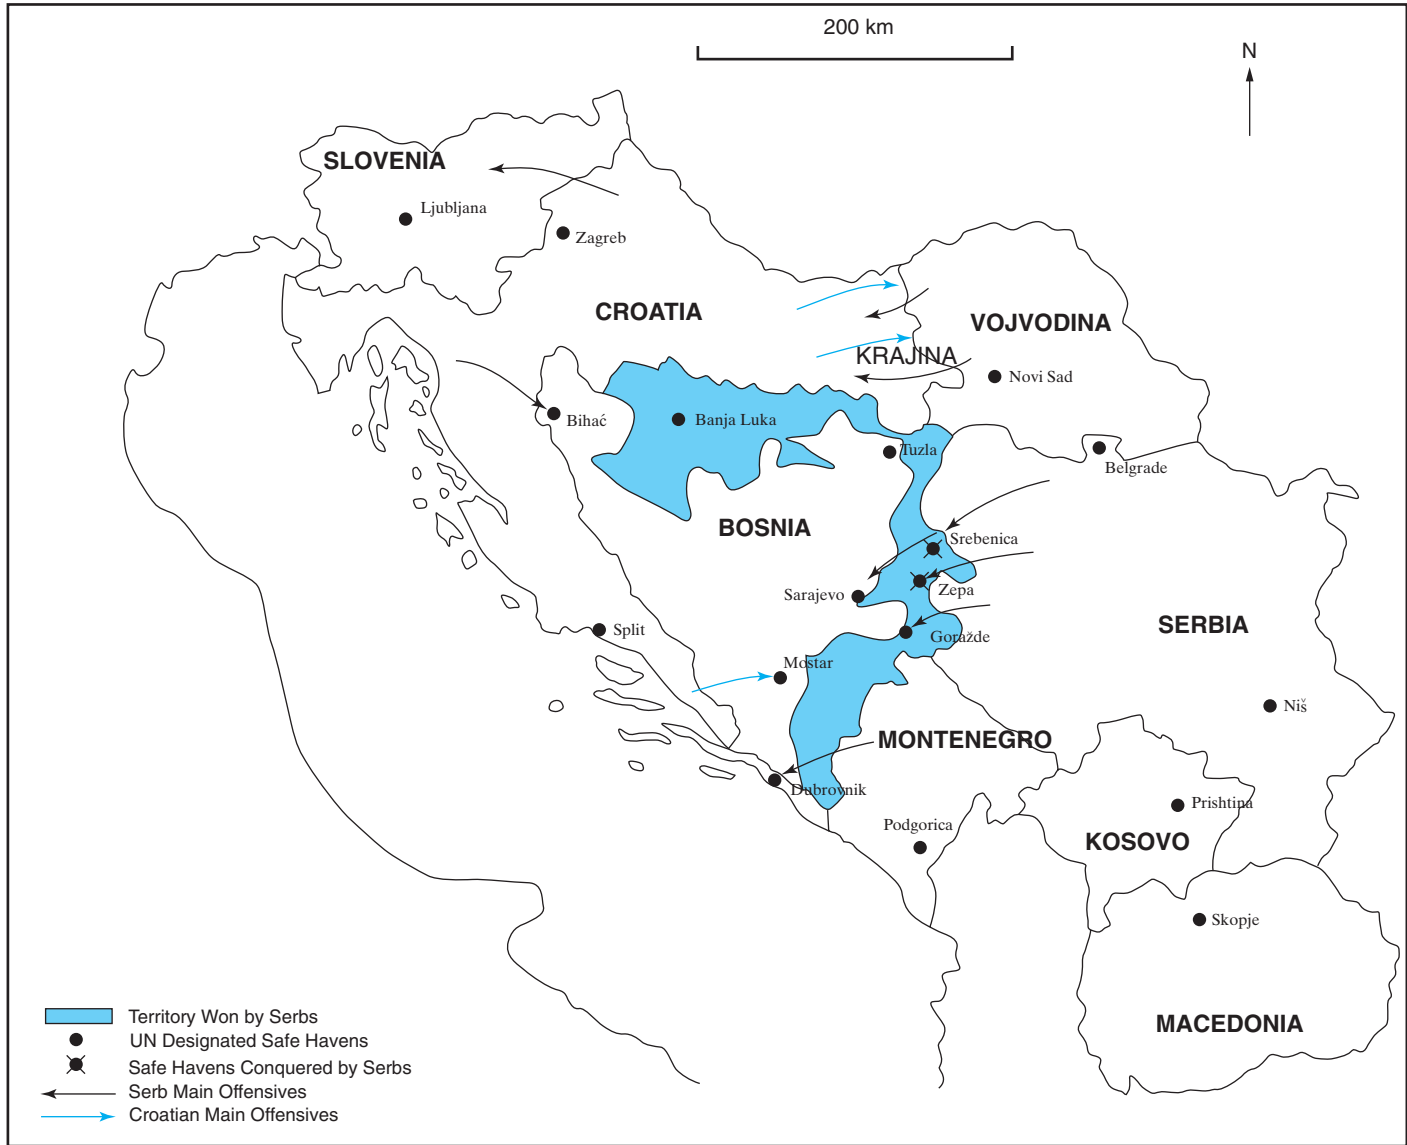 200 km
N
SLOVENIA
Ljubljana
Zagreb
CROATIA
VOJVODINA
KRAJINA
Novi Sad
Bihać
Banja Luka
Tuzla
Belgrade
BOSNIA
Srebenica
Sarajevo
Zepa
SERBIA
Split
Goražde
Mostar
Niš
MONTENEGRO
Dubrovnik
Prishtina
Podgorica
KOSOVO
Skopje
MACEDONIA
Territory Won by Serbs
UN Designated Safe Havens
Safe Havens Conquered by Serbs
Serb Main Offensives
Croatian Main Offensives